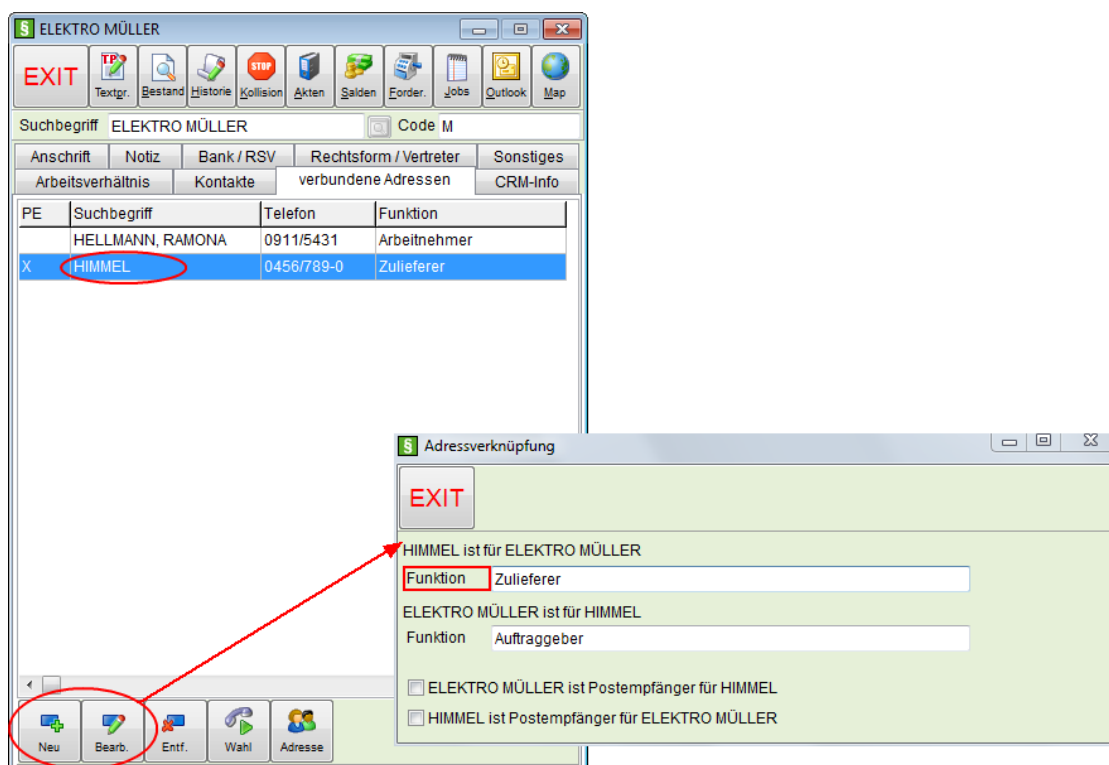 ELEKTRO MÜLLER
EXIT Textpr. Bestand Historie Kollision Akten Salden Forder. Jobs Outlook Map
TP STOP
Suchbegriff ELEKTRO MÜLLER Code M
Anschrift Notiz Bank / RSV Rechtsform / Vertreter Sonstiges
Arbeitsverhältnis Kontakte verbundene Adressen CRM-Info
PE Suchbegriff Telefon Funktion
HELLMANN, RAMONA 0911/5431 Arbeitnehmer
X HIMMEL 0456/789-0 Zulieferer
Neu Bearb. Entf. Wahl Adresse
§ Adressverknüpfung
EXIT
HIMMEL ist für ELEKTRO MÜLLER
Funktion Zulieferer
ELEKTRO MÜLLER ist für HIMMEL
Funktion Auftraggeber
ELEKTRO MÜLLER ist Postempfänger für HIMMEL
HIMMEL ist Postempfänger für ELEKTRO MÜLLER